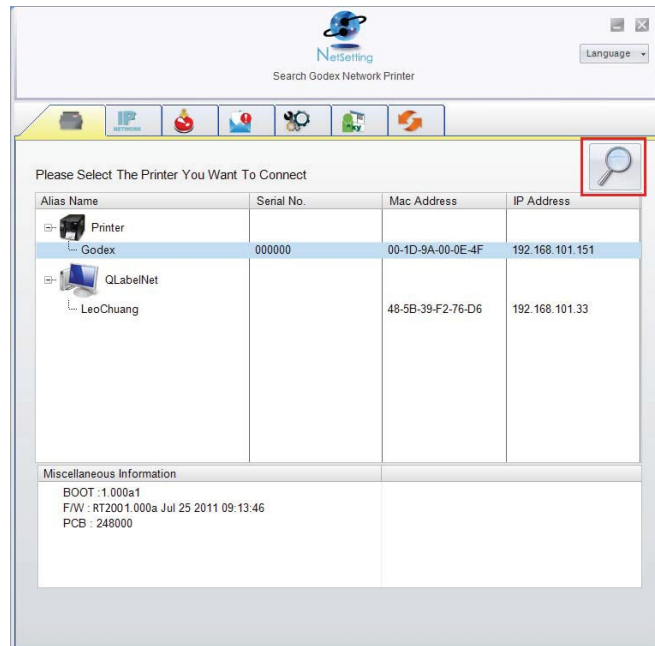 NetSetting
Language
Search Godex Network Printer
IP
NETWORK
Aky
Please Select The Printer You Want To Connect
Alias Name Serial No. Mac Address IP Address
Printer
Godex 000000 00-1D-9A-00-0E-4F 192.168.101.151
QLabelNet
LeoChuang 48-5B-39-F2-76-D6 192.168.101.33
Miscellaneous Information
BOOT :1.000a1
F/W : RT2001.000a Jul 25 2011 09:13:46
PCB : 248000